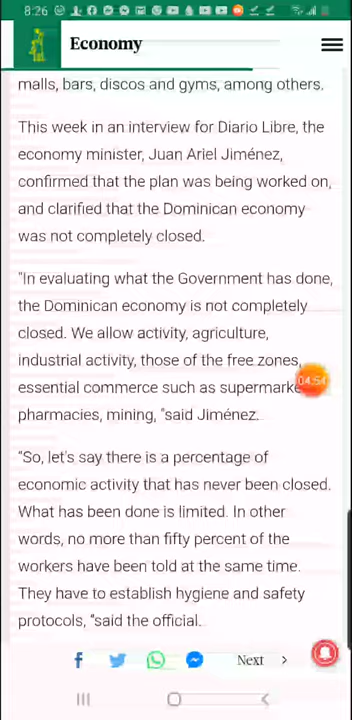 8:26
Economy
malls, bars, discos and gyms, among others.
This week in an interview for Diario Libre, the
economy minister, Juan Ariel Jiménez,
confirmed that the plan was being worked on,
and clarified that the Dominican economy
was not completely closed.
"In evaluating what the Government has done,
the Dominican economy is not completely
closed. We allow activity, agriculture,
industrial activity, those of the free zones,
essential commerce such as
04:54
pharmacies, mining, "said Jiménez.
"So, let's say there is a percentage of
economic activity that has never been closed.
What has been done is limited. In other
words, no more than fifty percent of the
workers have been told at the same time.
They have to establish hygiene and safety
protocols, "said the official.
Next